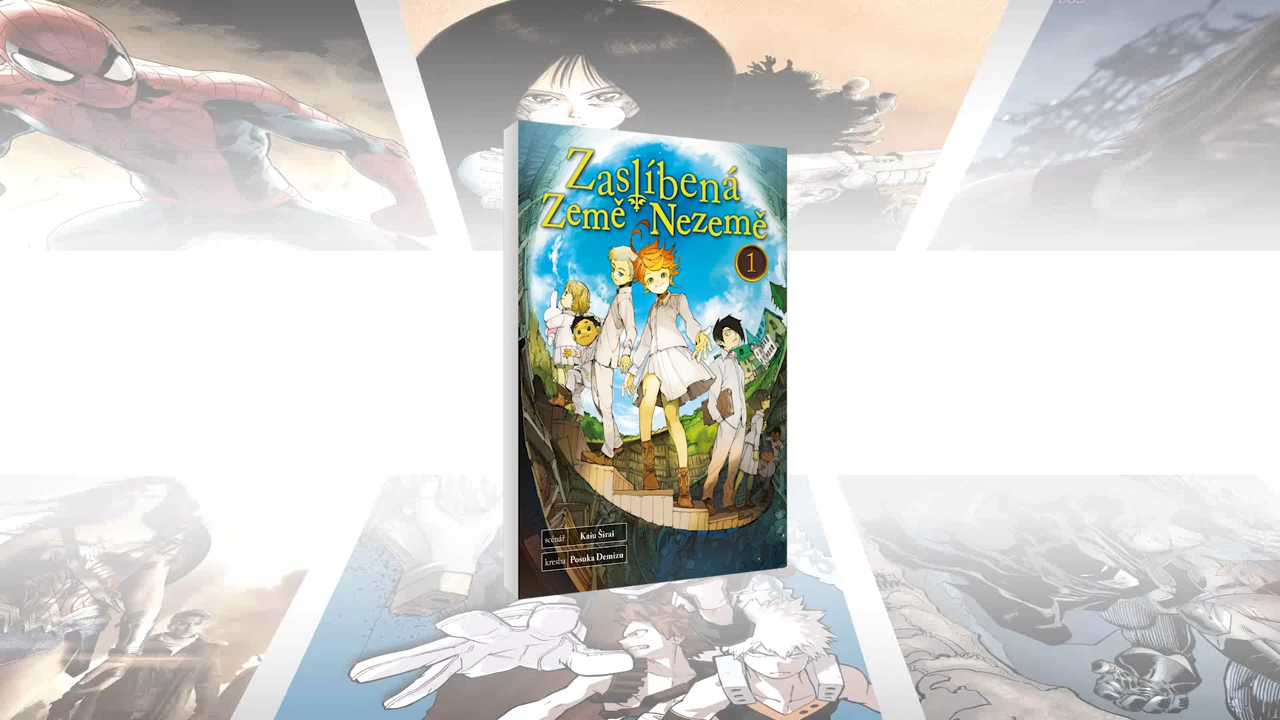 Zaslíbená
Země Nezemě
1
scénář Kaiu Širai
kresba Posuka Demizu